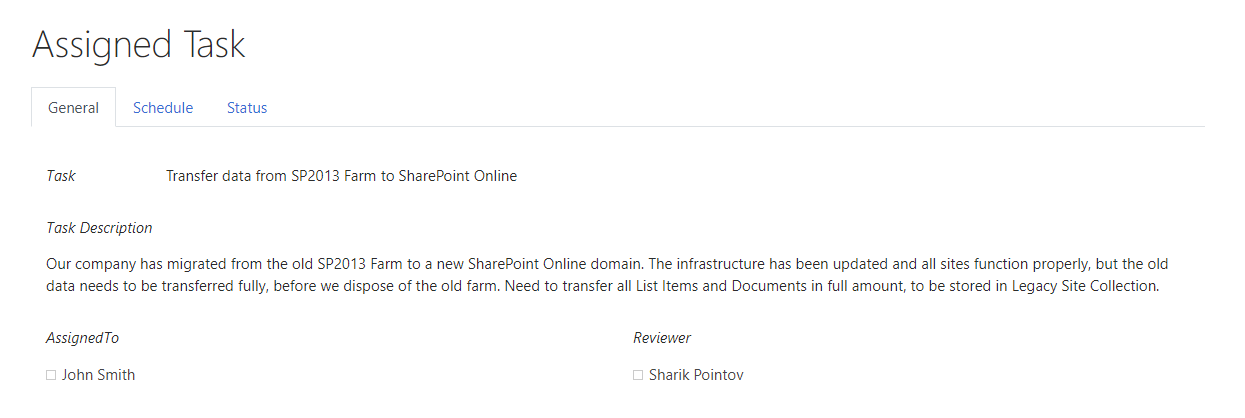 Assigned Task
General Schedule Status
Task Transfer data from SP2013 Farm to SharePoint Online
Task Description
Our company has migrated from the old SP2013 Farm to a new SharePoint Online domain. The infrastructure has been updated and all sites function properly, but the old
data needs to be transferred fully, before we dispose of the old farm. Need to transfer all List Items and Documents in full amount, to be stored in Legacy Site Collection.
AssignedTo Reviewer
John Smith Sharik Pointov